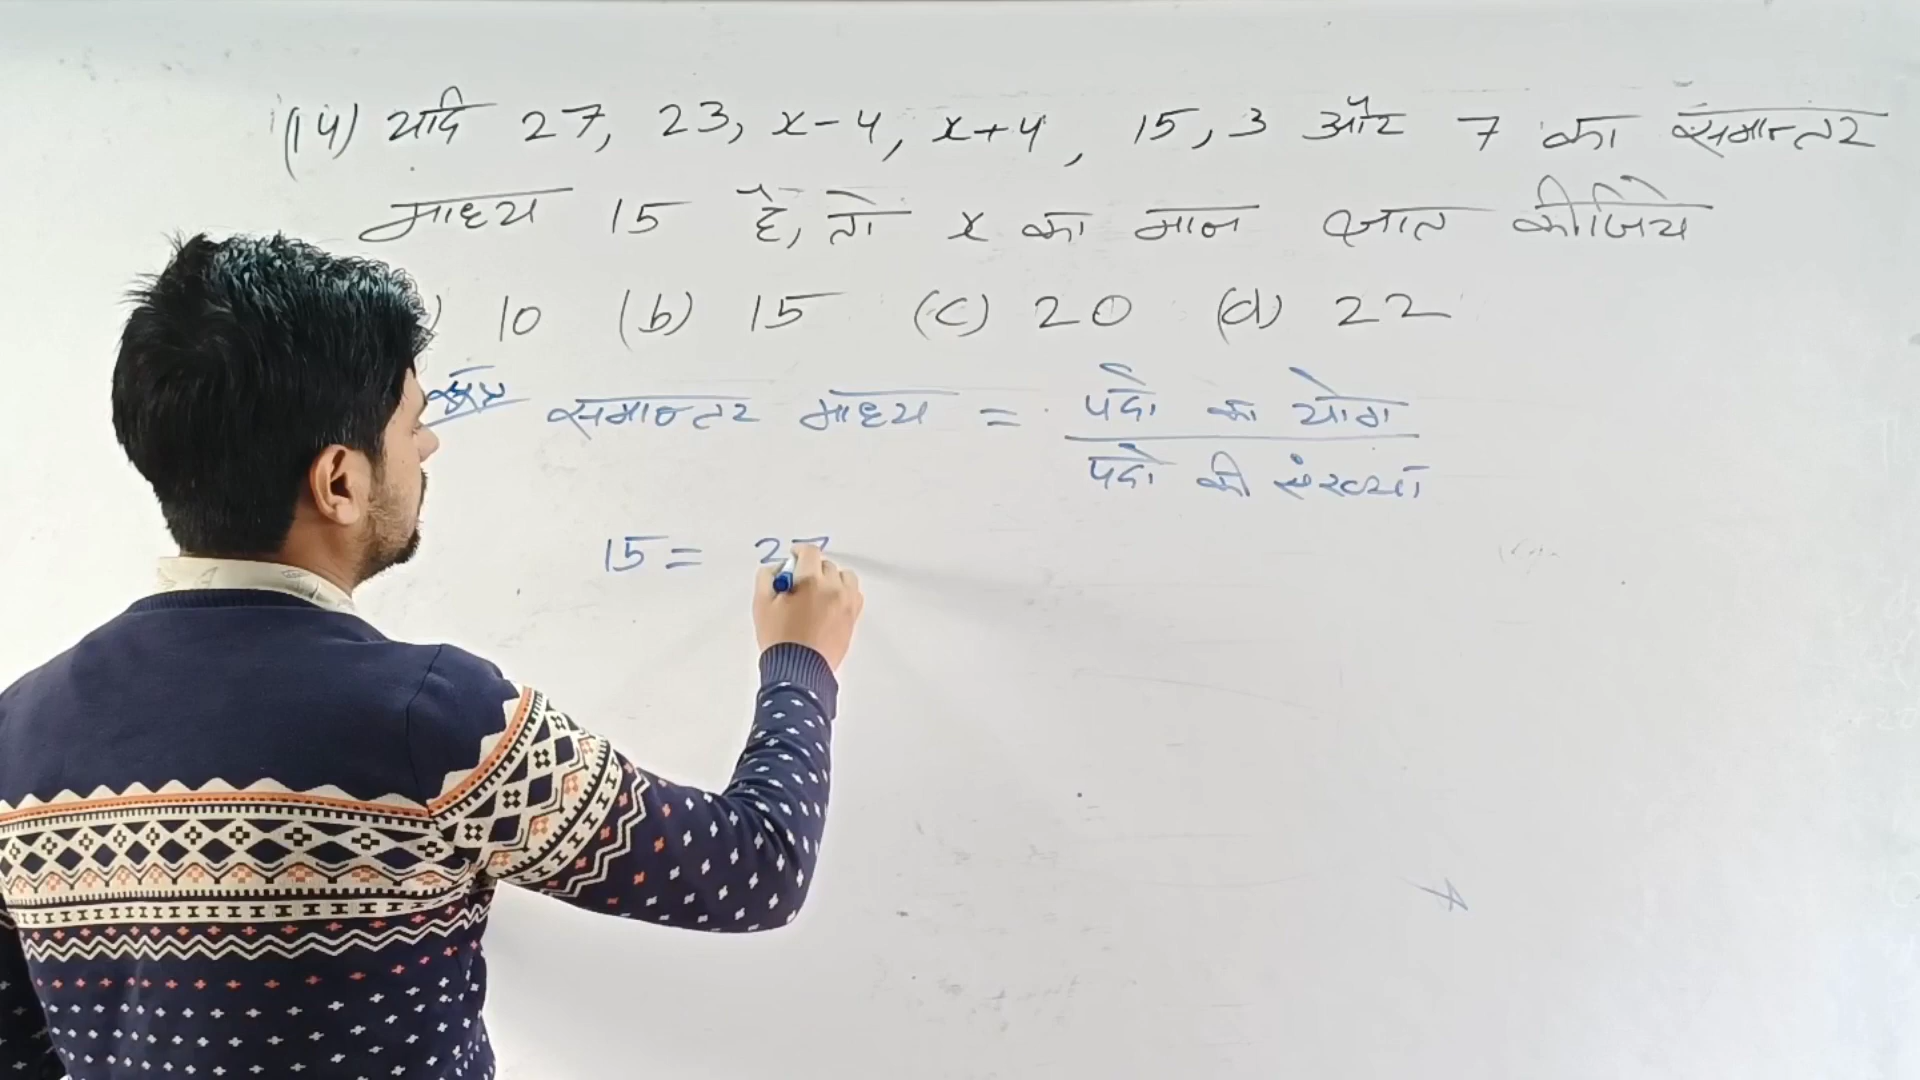 (14) यदि 27, 23, x-4, x+4, 15, 3 और 7 का समान्तर
माध्य 15 है, तो x का मान ज्ञात कीजिये
) 10 (b) 15 (c) 20 (d) 22
समान्तर माध्य = पदो का योग
पदो की संख्या
15 = 27